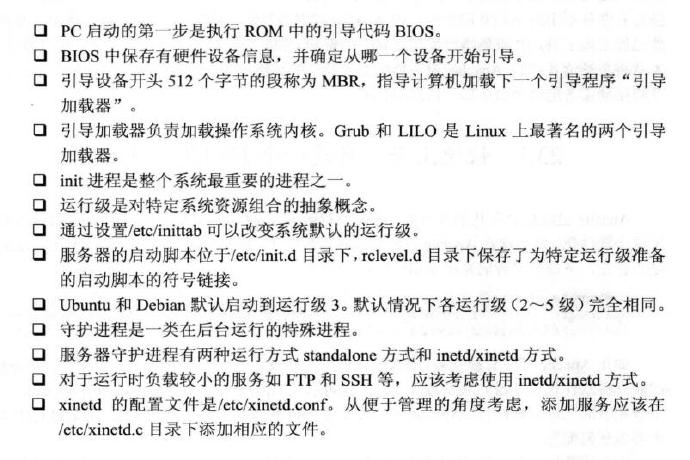 □ PC 启动的第一步是执行 ROM 中的引导代码 BIOS。
□ BIOS 中保存有硬件设备信息，并确定从哪一个设备开始引导。
□ 引导设备开头 512 个字节的段称为 MBR，指导计算机加载下一个引导程序“引导
加载器”。
□ 引导加载器负责加载操作系统内核。Grub 和 LILO 是 Linux 上最著名的两个引导
加载器。
□ init 进程是整个系统最重要的进程之一。
□ 运行级是对特定系统资源组合的抽象概念。
□ 通过设置/etc/inittab 可以改变系统默认的运行级。
□ 服务器的启动脚本位于/etc/init.d 目录下，rclevel.d 目录下保存了为特定运行级准备
的启动脚本的符号链接。
□ Ubuntu 和 Debian 默认启动到运行级 3。默认情况下各运行级（2～5 级）完全相同。
□ 守护进程是一类在后台运行的特殊进程。
□ 服务器守护进程有两种运行方式 standalone 方式和 inetd/xinetd 方式。
□ 对于运行时负载较小的服务如 FTP 和 SSH 等，应该考虑使用 inetd/xinetd 方式。
□ xinetd 的配置文件是/etc/xinetd.conf。从便于管理的角度考虑，添加服务应该在
/etc/xinetd.c 目录下添加相应的文件。